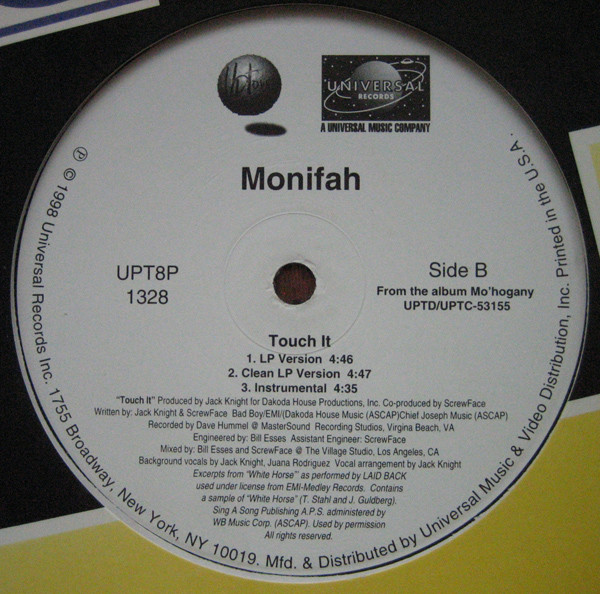 Uptown
UNIVERSAL
RECORDS
A UNIVERSAL MUSIC COMPANY
Monifah
UPT8P
1328
Side B
From the album Mo'hogany
UPTD/UPTC-53155
Touch It
1. LP Version 4:46
2. Clean LP Version 4:47
3. Instrumental 4:35
"Touch It" Produced by Jack Knight for Dakoda House Productions, Inc. Co-produced by ScrewFace
Written by: Jack Knight & ScrewFace Bad Boy/EMI/(Dakoda House Music (ASCAP)Chief Joseph Music (ASCAP)
Recorded by Dave Hummel @ MasterSound Recording Studios, Virgina Beach, VA
Engineered by: Bill Esses Assistant Engineer: ScrewFace
Mixed by: Bill Esses and ScrewFace @ The Village Studio, Los Angeles, CA
Background vocals by Jack Knight, Juana Rodriguez Vocal arrangement by Jack Knight
Excerpts from "White Horse" as performed by LAID BACK
used under license from EMI-Medley Records. Contains
a sample of "White Horse" (T. Stahl and J. Guldberg).
Sing A Song Publishing A.P.S. administered by
WB Music Corp. (ASCAP). Used by permission
All rights reserved.
℗ © 1998 Universal Records Inc. 1755 Broadway, New York, NY 10019. Mfd. & Distributed by Universal Music & Video Distribution, Inc. Printed in the U.S.A.